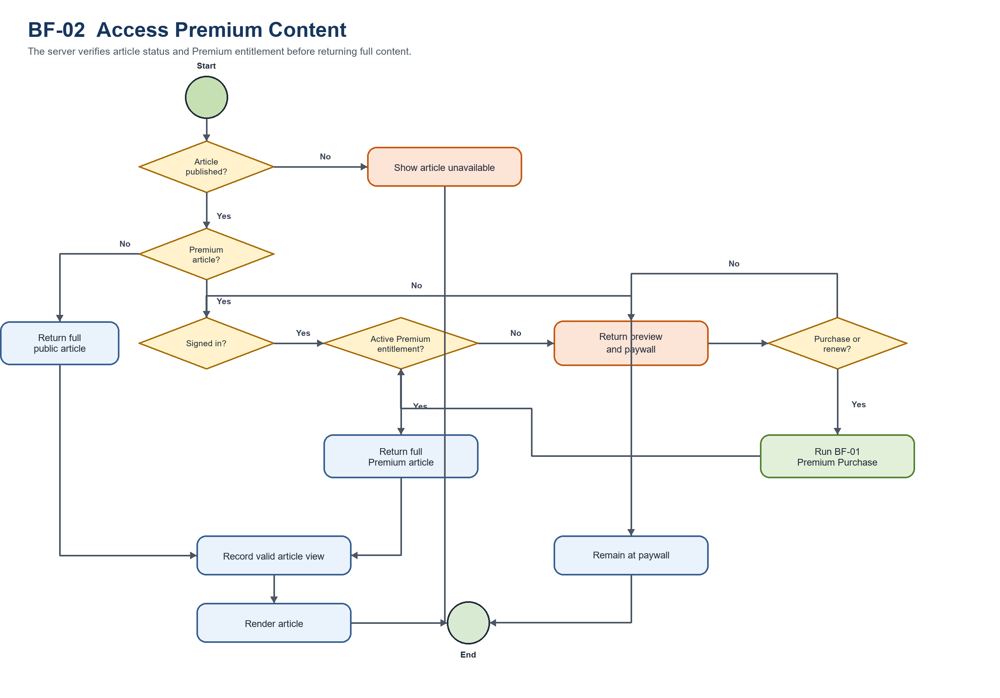 BF-02  Access Premium Content
The server verifies article status and Premium entitlement before returning full content.
Start
Article
published?
No
Show article unavailable
Yes
No
Premium
article?
No
No
Yes
Return full
public article
Signed in?
Yes
Active Premium
entitlement?
No
Return preview
and paywall
Purchase or
renew?
Yes
Yes
Return full
Premium article
Run BF-01
Premium Purchase
Record valid article view
Remain at paywall
Render article
End